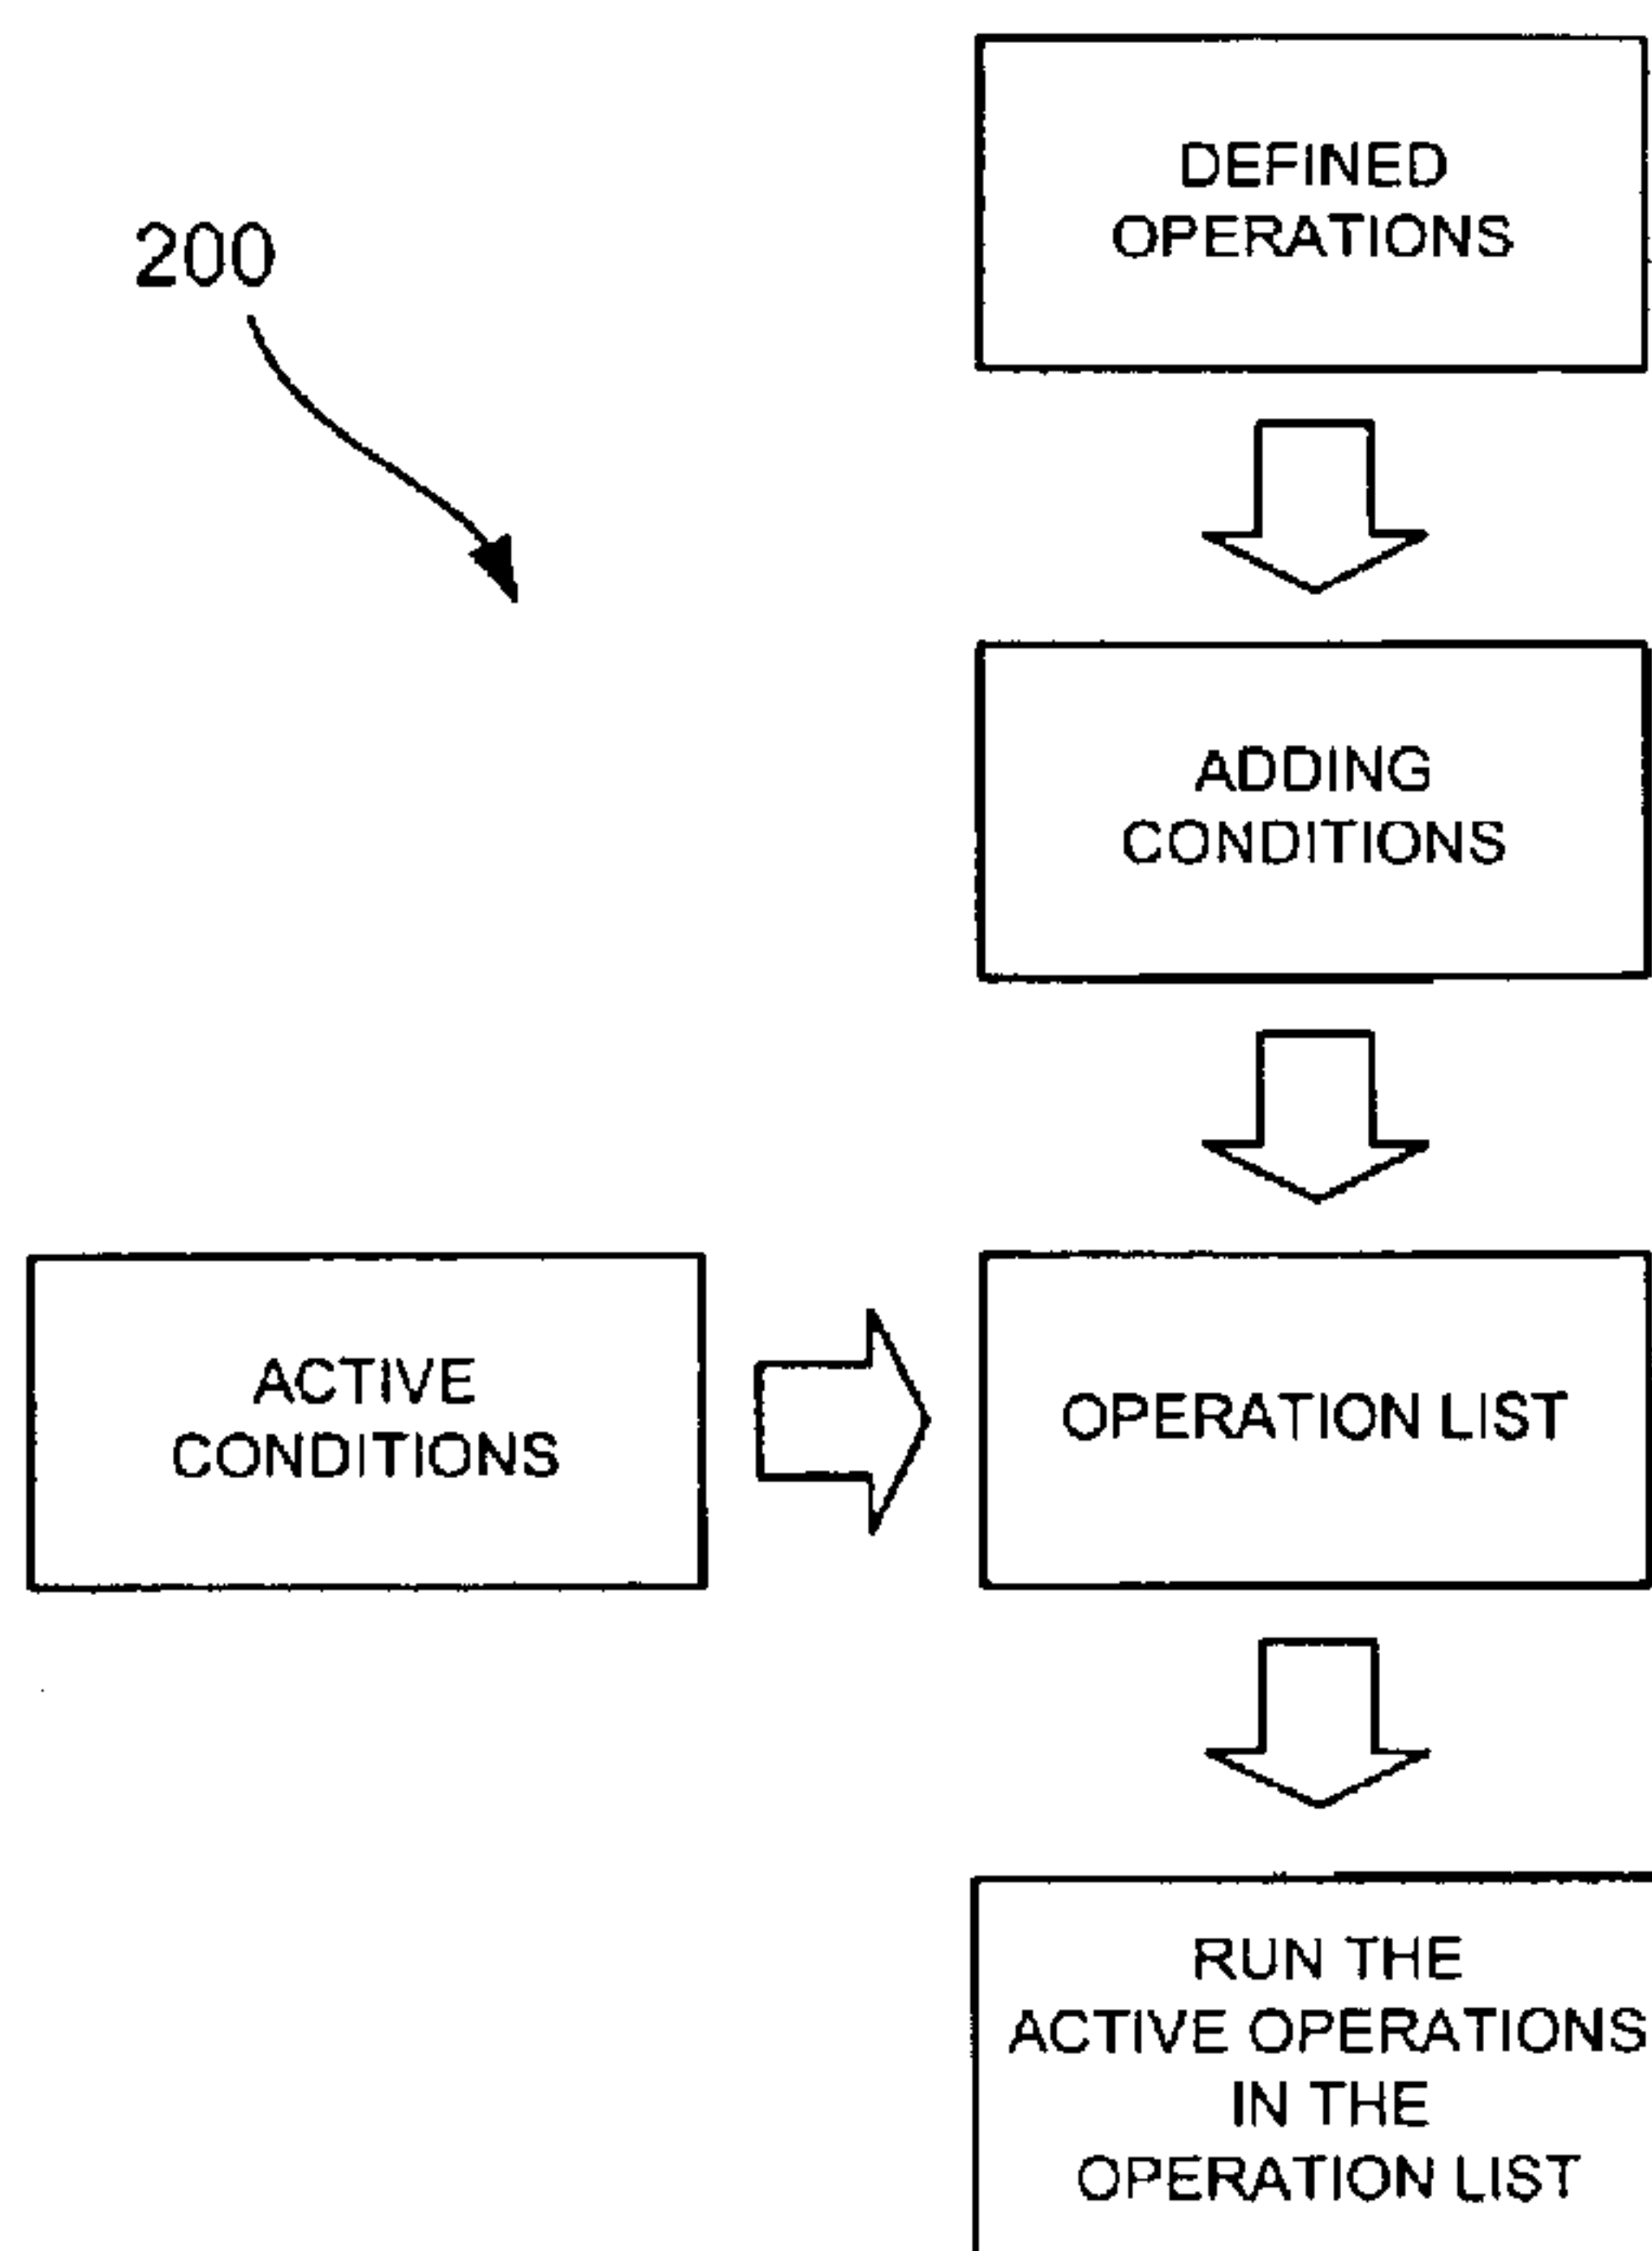 200
DEFINED
OPERATIONS
ADDING
CONDITIONS
ACTIVE
CONDITIONS
OPERATION LIST
RUN THE
ACTIVE OPERATIONS
IN THE
OPERATION LIST